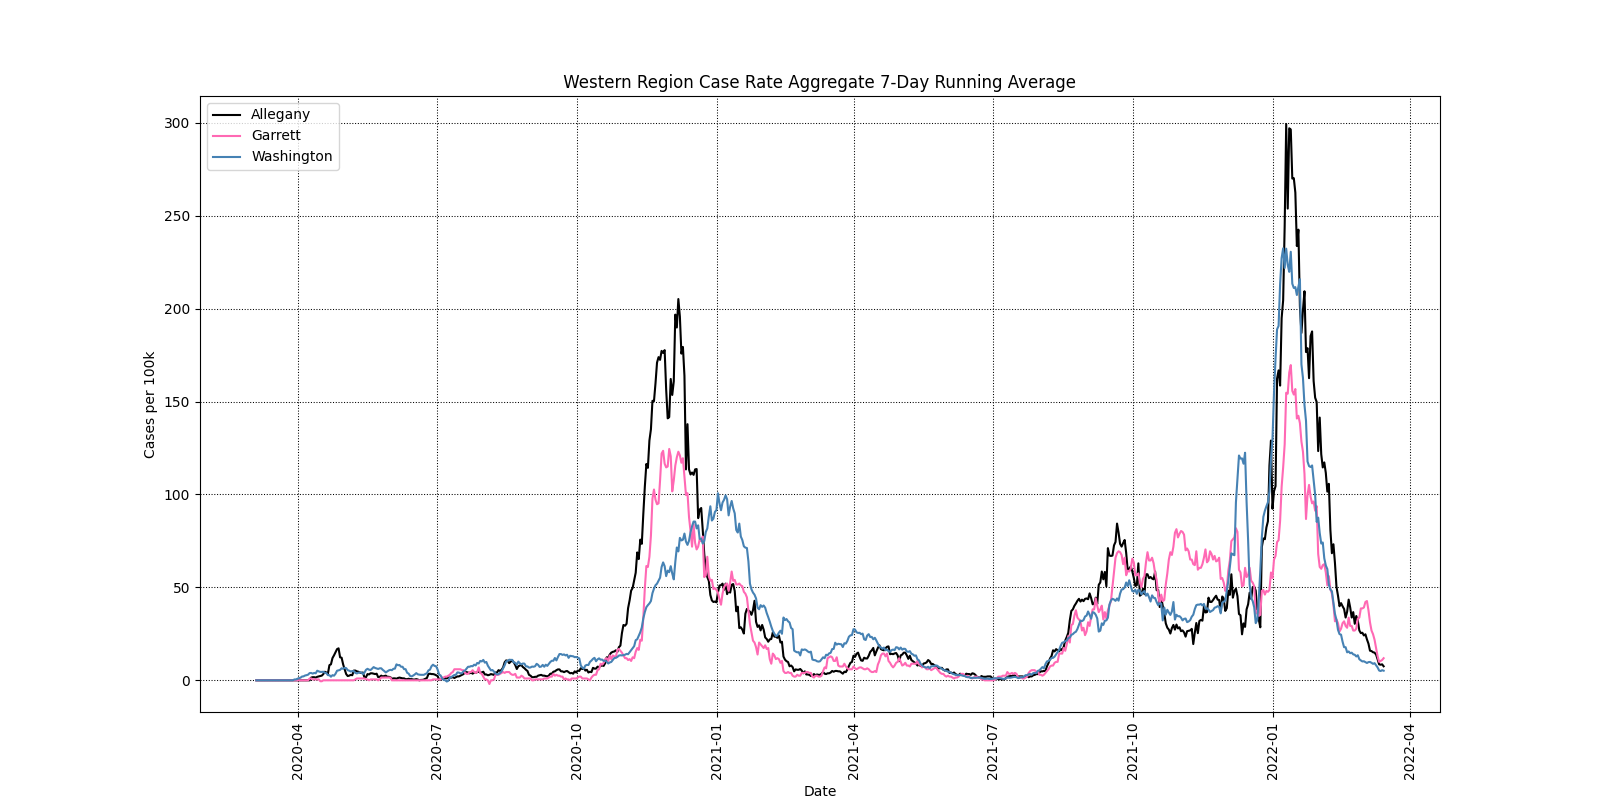 Western Region Case Rate Aggregate 7-Day Running Average
Allegany
Garrett
Washington
Cases per 100k
300
250
200
150
100
50
0
2020-04
2020-07
2020-10
2021-01
2021-04
2021-07
2021-10
2022-01
2022-04
Date